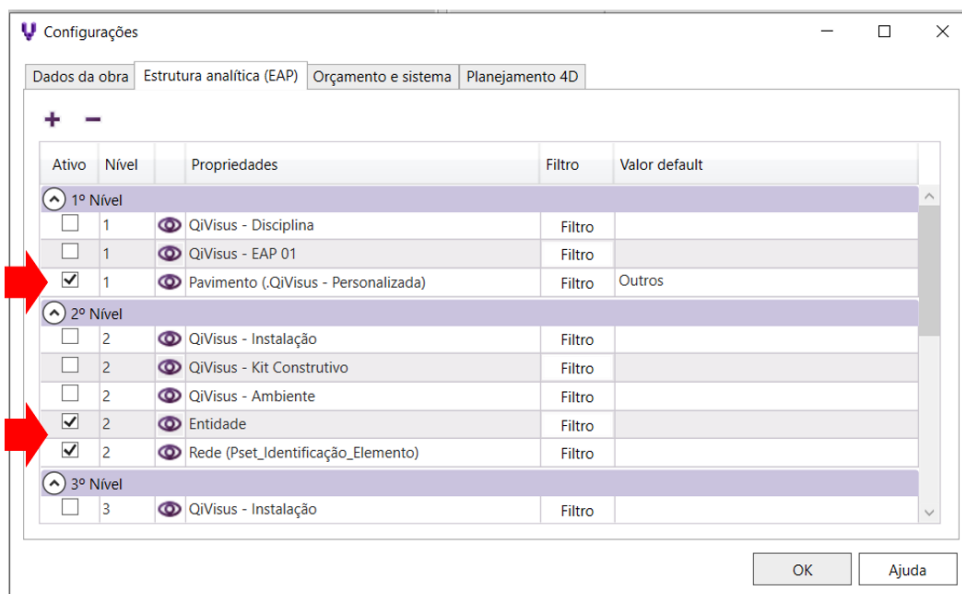 Configurações
Dados da obra Estrutura analítica (EAP) Orçamento e sistema Planejamento 4D
Ativo Nível Propriedades Filtro Valor default
1º Nível
1 QiVisus - Disciplina Filtro
1 QiVisus - EAP 01 Filtro
1 Pavimento (.QiVisus - Personalizada) Filtro Outros
2º Nível
2 QiVisus - Instalação Filtro
2 QiVisus - Kit Construtivo Filtro
2 QiVisus - Ambiente Filtro
2 Entidade Filtro
2 Rede (Pset_Identificação_Elemento) Filtro
3º Nível
3 QiVisus - Instalação Filtro
OK Ajuda